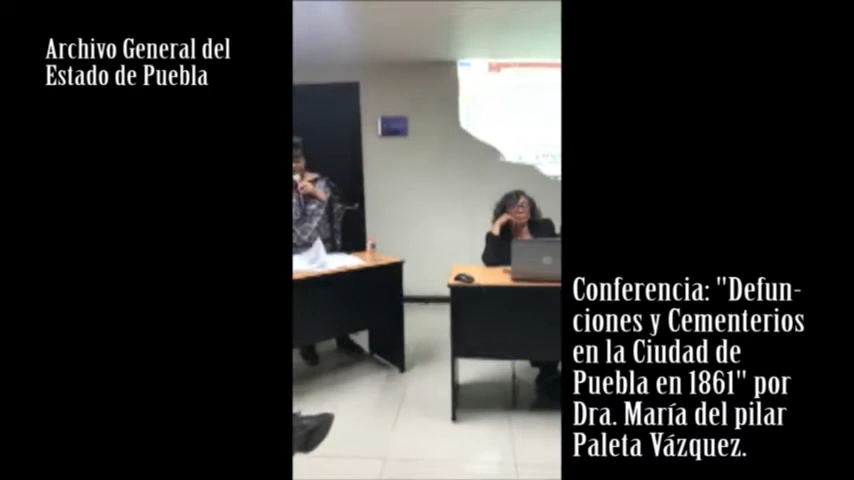 Archivo General del
Estado de Puebla
Conferencia: "Defun-
ciones y Cementerios
en la Ciudad de
Puebla en 1861" por
Dra. María del pilar
Paleta Vázquez.